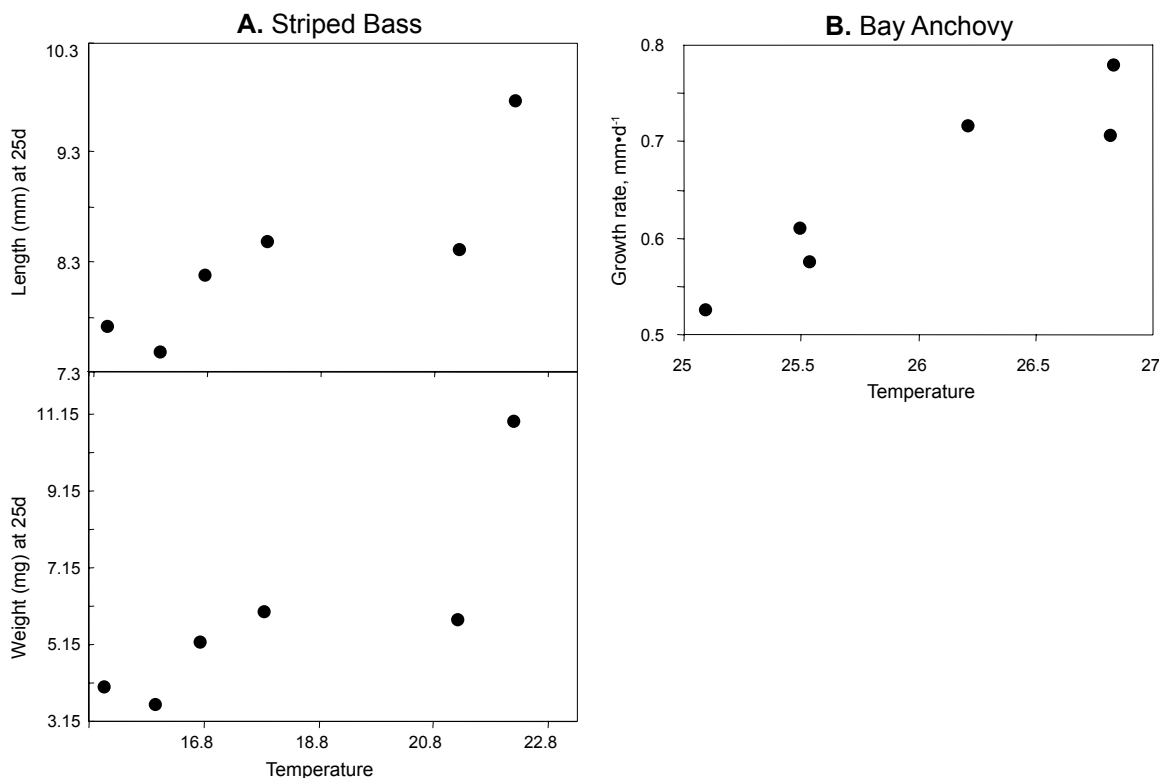 A. Striped Bass
10.3
9.3
8.3
7.3
Length (mm) at 25d
11.15
9.15
7.15
5.15
3.15
Weight (mg) at 25d
16.8 18.8 20.8 22.8
Temperature
B. Bay Anchovy
0.8
0.7
0.6
0.5
Growth rate, mm•d-1
25 25.5 26 26.5 27
Temperature